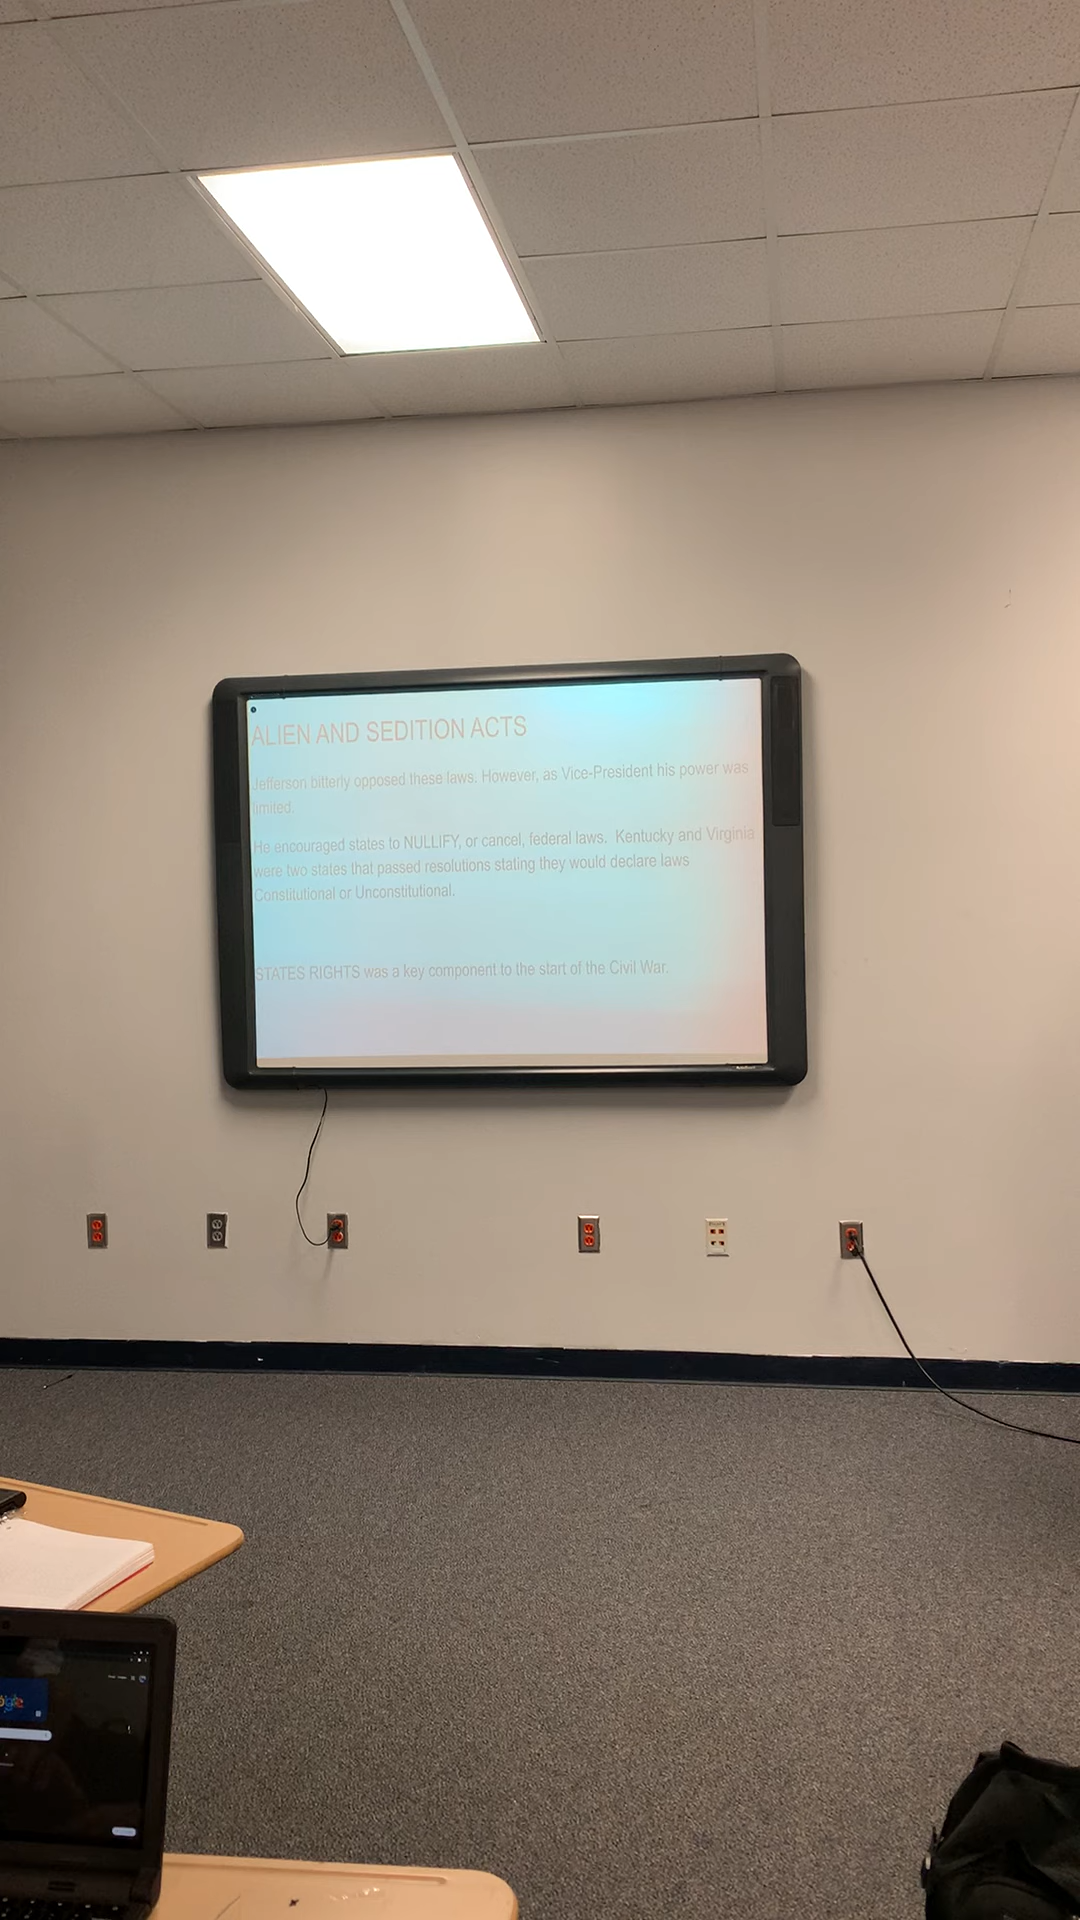 ALIEN AND SEDITION ACTS
Jefferson bitterly opposed these laws. However, as Vice-President his power was
limited.
He encouraged states to NULLIFY, or cancel, federal laws. Kentucky and Virginia
were two states that passed resolutions stating they would declare laws
Constitutional or Unconstitutional.
STATES RIGHTS was a key component to the start of the Civil War.